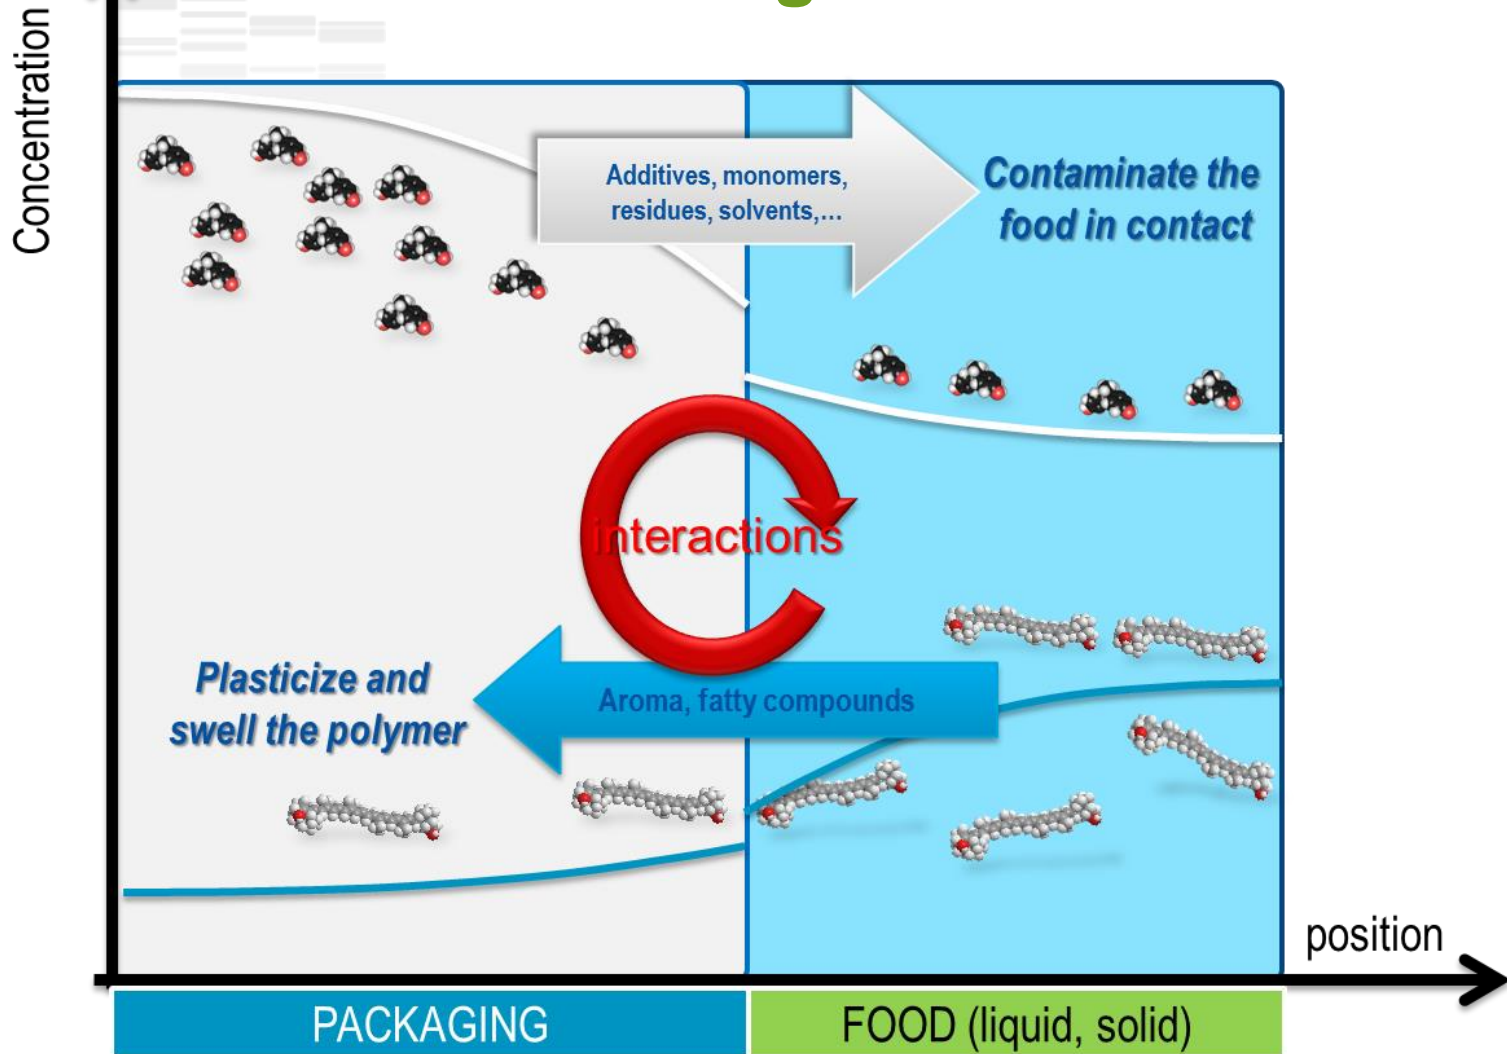 Concentration
Additives, monomers,
residues, solvents,...
Contaminate the
food in contact
interactions
Plasticize and
swell the polymer
Aroma, fatty compounds
position
PACKAGING
FOOD (liquid, solid)